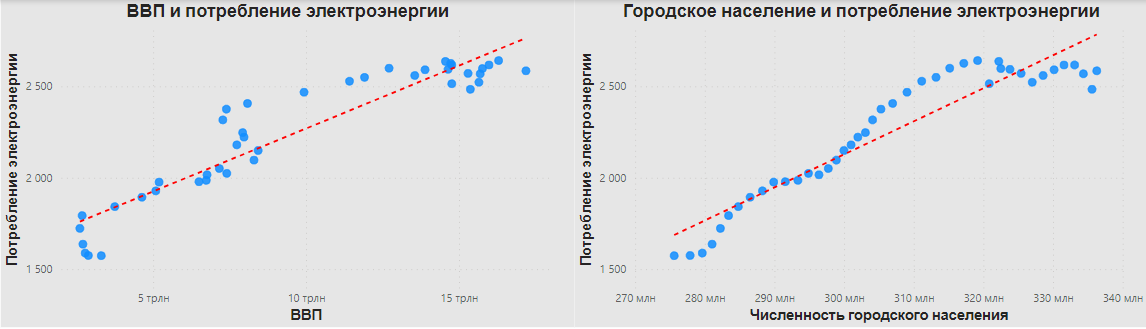 ВВП и потребление электроэнергии
Потребление электроэнергии
2 500
2 000
1 500
5 трлн
10 трлн
15 трлн
ВВП
Городское население и потребление электроэнергии
Потребление электроэнергии
2 500
2 000
1 500
270 млн
280 млн
290 млн
300 млн
310 млн
320 млн
330 млн
340 млн
Численность городского населения